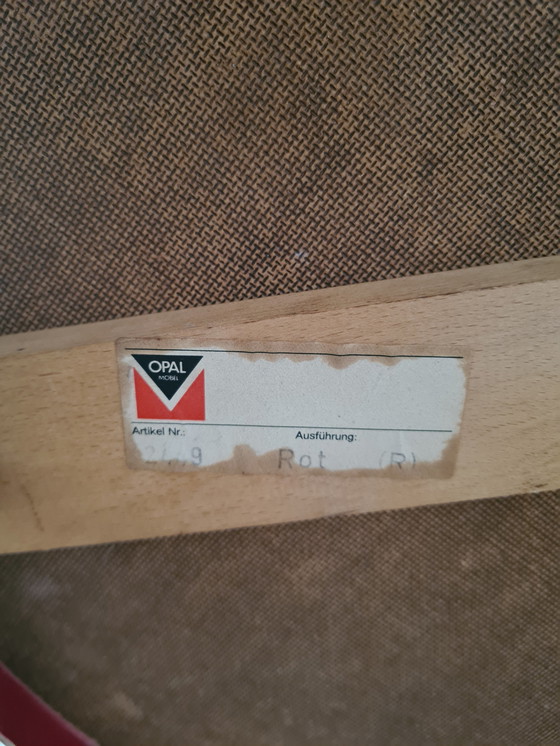 OPAL
MÖBEL
Artikel Nr.: Ausführung:
Rot (R)